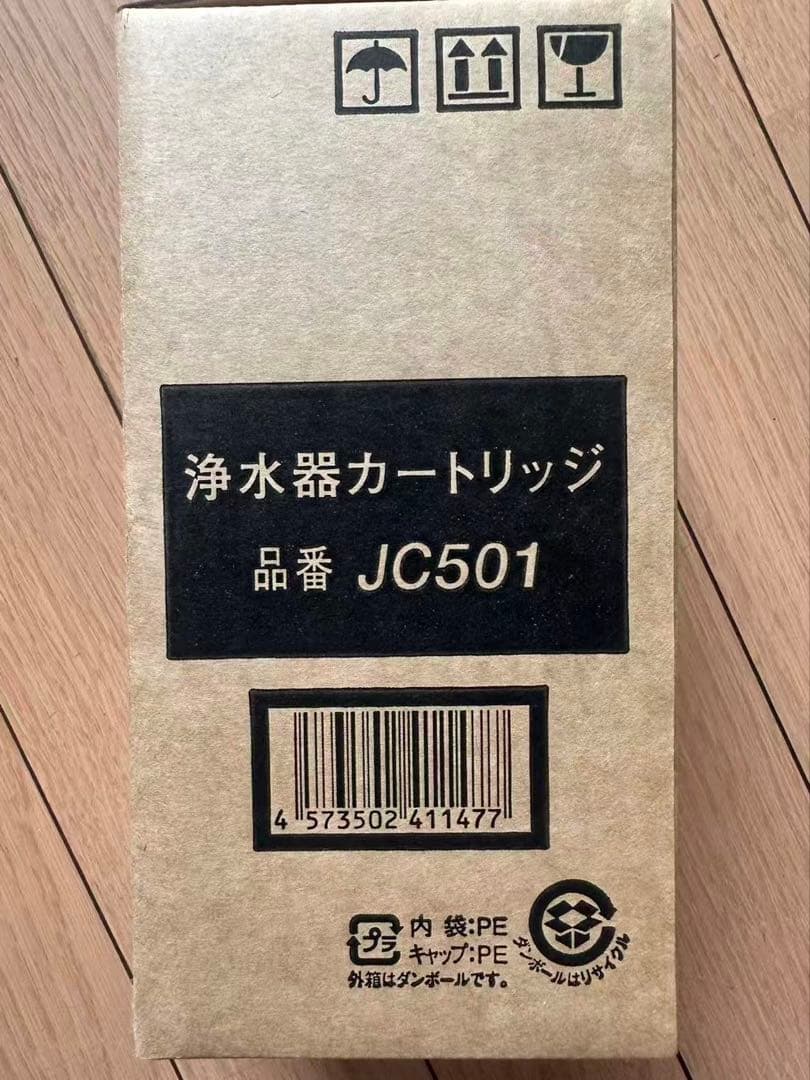 浄水器カートリッジ
品番 JC501
4 573502 411477
プラ
内 袋:PE
キャップ:PE
外箱はダンボールです。
ダンボールはリサイクル